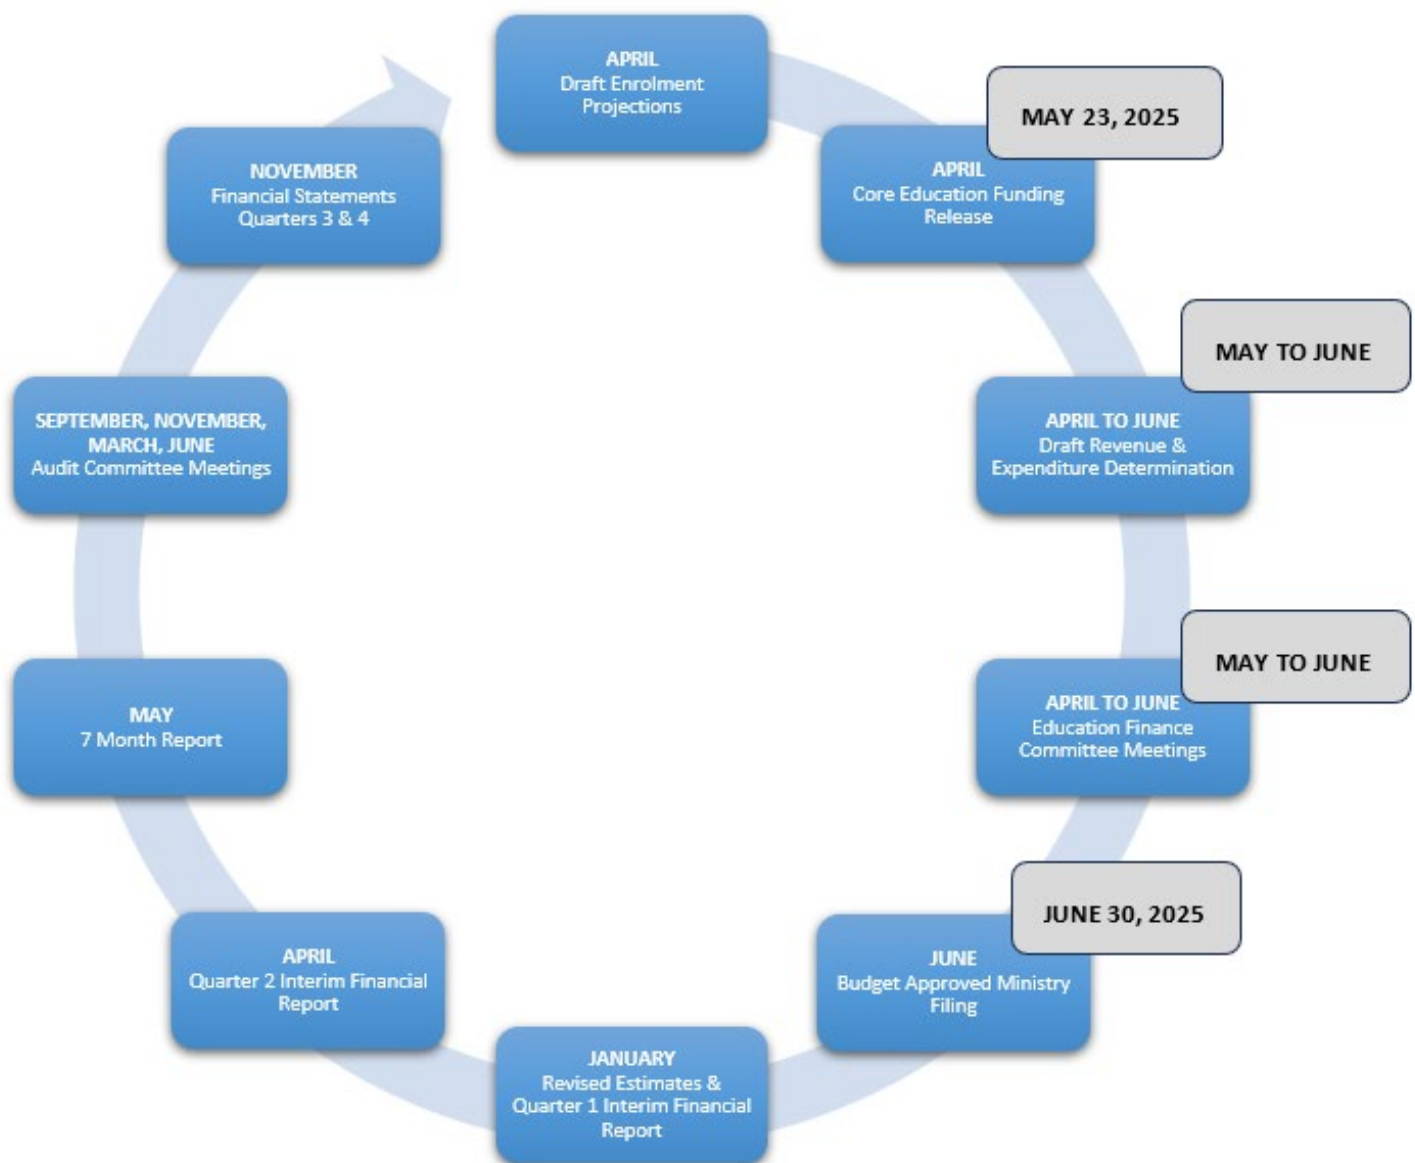 APRIL
Draft Enrolment
Projections
MAY 23, 2025
APRIL
Core Education Funding
Release
MAY TO JUNE
APRIL TO JUNE
Draft Revenue &
Expenditure Determination
MAY TO JUNE
APRIL TO JUNE
Education Finance
Committee Meetings
JUNE 30, 2025
JUNE
Budget Approved Ministry
Filing
JANUARY
Revised Estimates &
Quarter 1 Interim Financial
Report
APRIL
Quarter 2 Interim Financial
Report
MAY
7 Month Report
SEPTEMBER, NOVEMBER,
MARCH, JUNE
Audit Committee Meetings
NOVEMBER
Financial Statements
Quarters 3 & 4